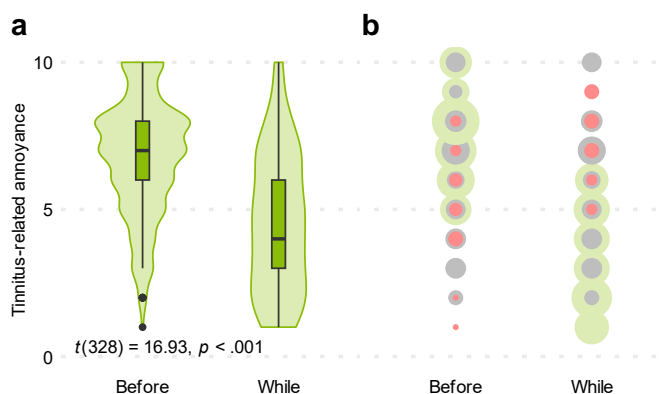 a
b
Tinnitus-related annoyance
10
5
0
t(328) = 16.93, p < .001
Before
While
Before
While